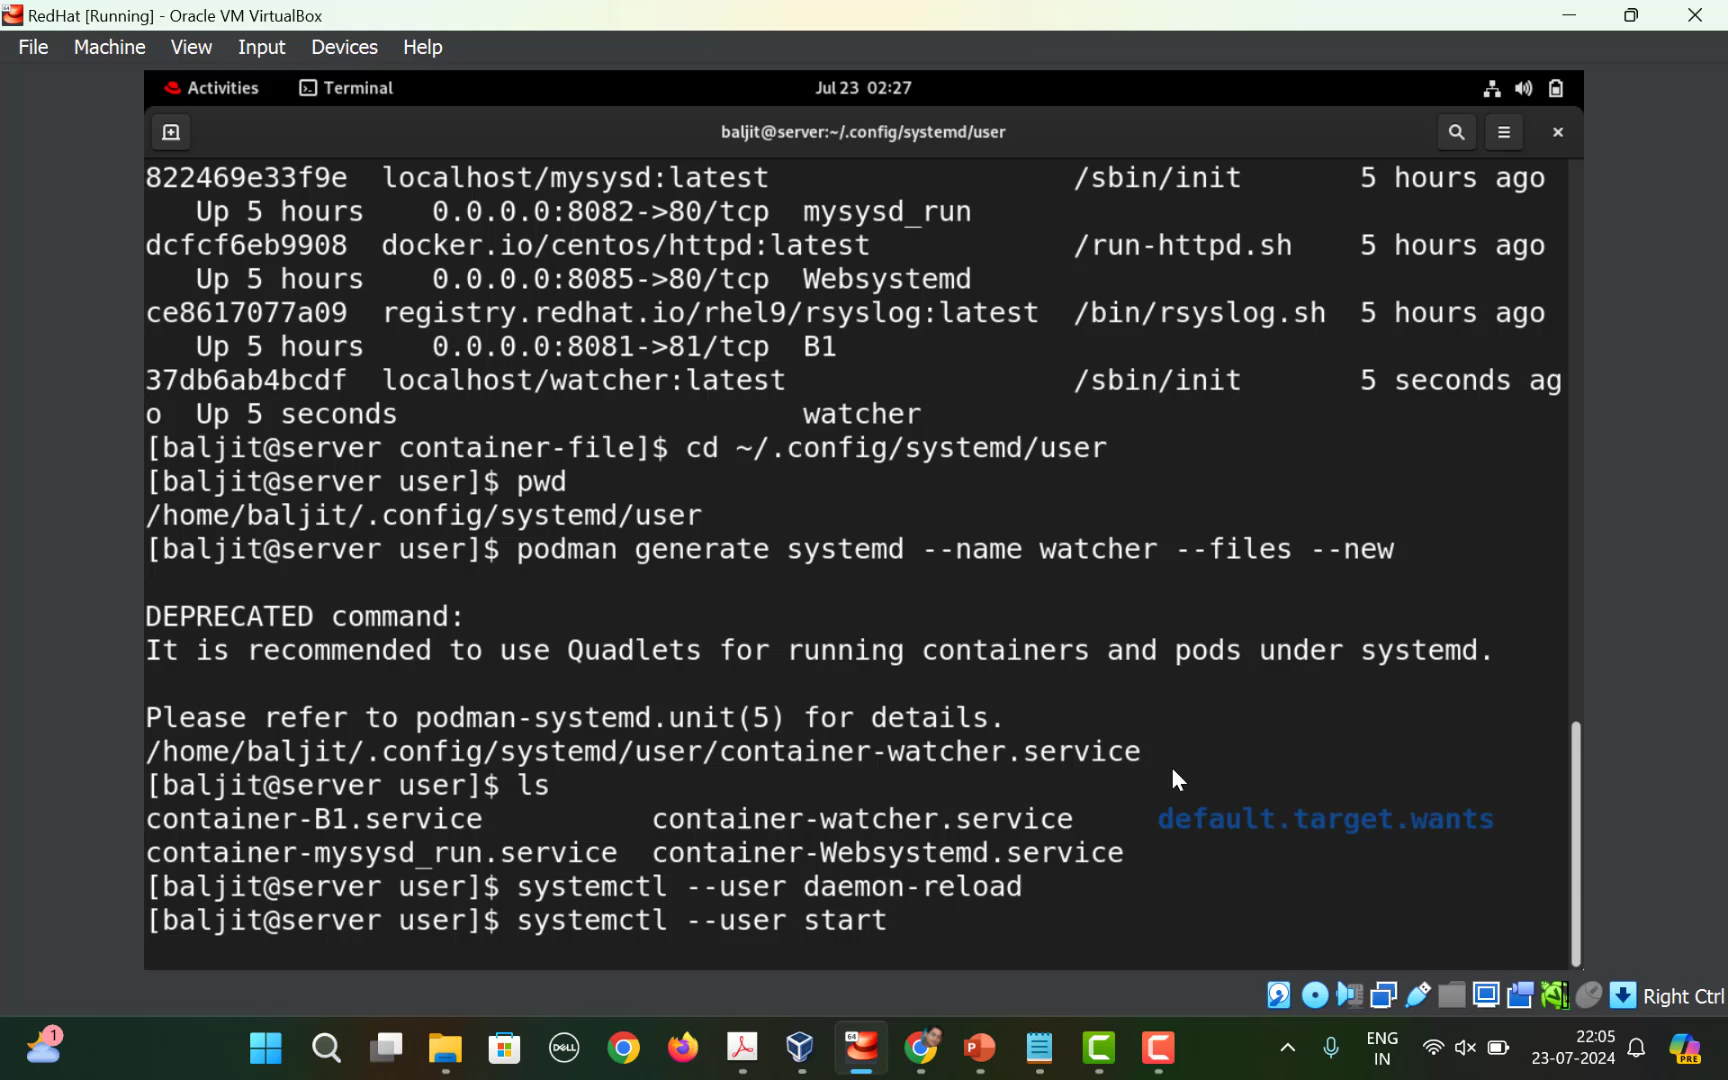 RedHat [Running] - Oracle VM VirtualBox
File Machine View Input Devices Help
Activities Terminal Jul 23 02:27
baljit@server:~/.config/systemd/user
822469e33f9e localhost/mysysd:latest /sbin/init 5 hours ago
Up 5 hours 0.0.0.0:8082->80/tcp mysysd_run
dcfcf6eb9908 docker.io/centos/httpd:latest /run-httpd.sh 5 hours ago
Up 5 hours 0.0.0.0:8085->80/tcp Websystemd
ce8617077a09 registry.redhat.io/rhel9/rsyslog:latest /bin/rsyslog.sh 5 hours ago
Up 5 hours 0.0.0.0:8081->81/tcp B1
37db6ab4bcdf localhost/watcher:latest /sbin/init 5 seconds ag
o Up 5 seconds watcher
[baljit@server container-file]$ cd ~/.config/systemd/user
[baljit@server user]$ pwd
/home/baljit/.config/systemd/user
[baljit@server user]$ podman generate systemd --name watcher --files --new
DEPRECATED command:
It is recommended to use Quadlets for running containers and pods under systemd.
Please refer to podman-systemd.unit(5) for details.
/home/baljit/.config/systemd/user/container-watcher.service
[baljit@server user]$ ls
container-B1.service container-watcher.service default.target.wants
container-mysysd_run.service container-Websystemd.service
[baljit@server user]$ systemctl --user daemon-reload
[baljit@server user]$ systemctl --user start
Right Ctrl
1
DELL
64
ENG
IN
22:05
23-07-2024
PRE